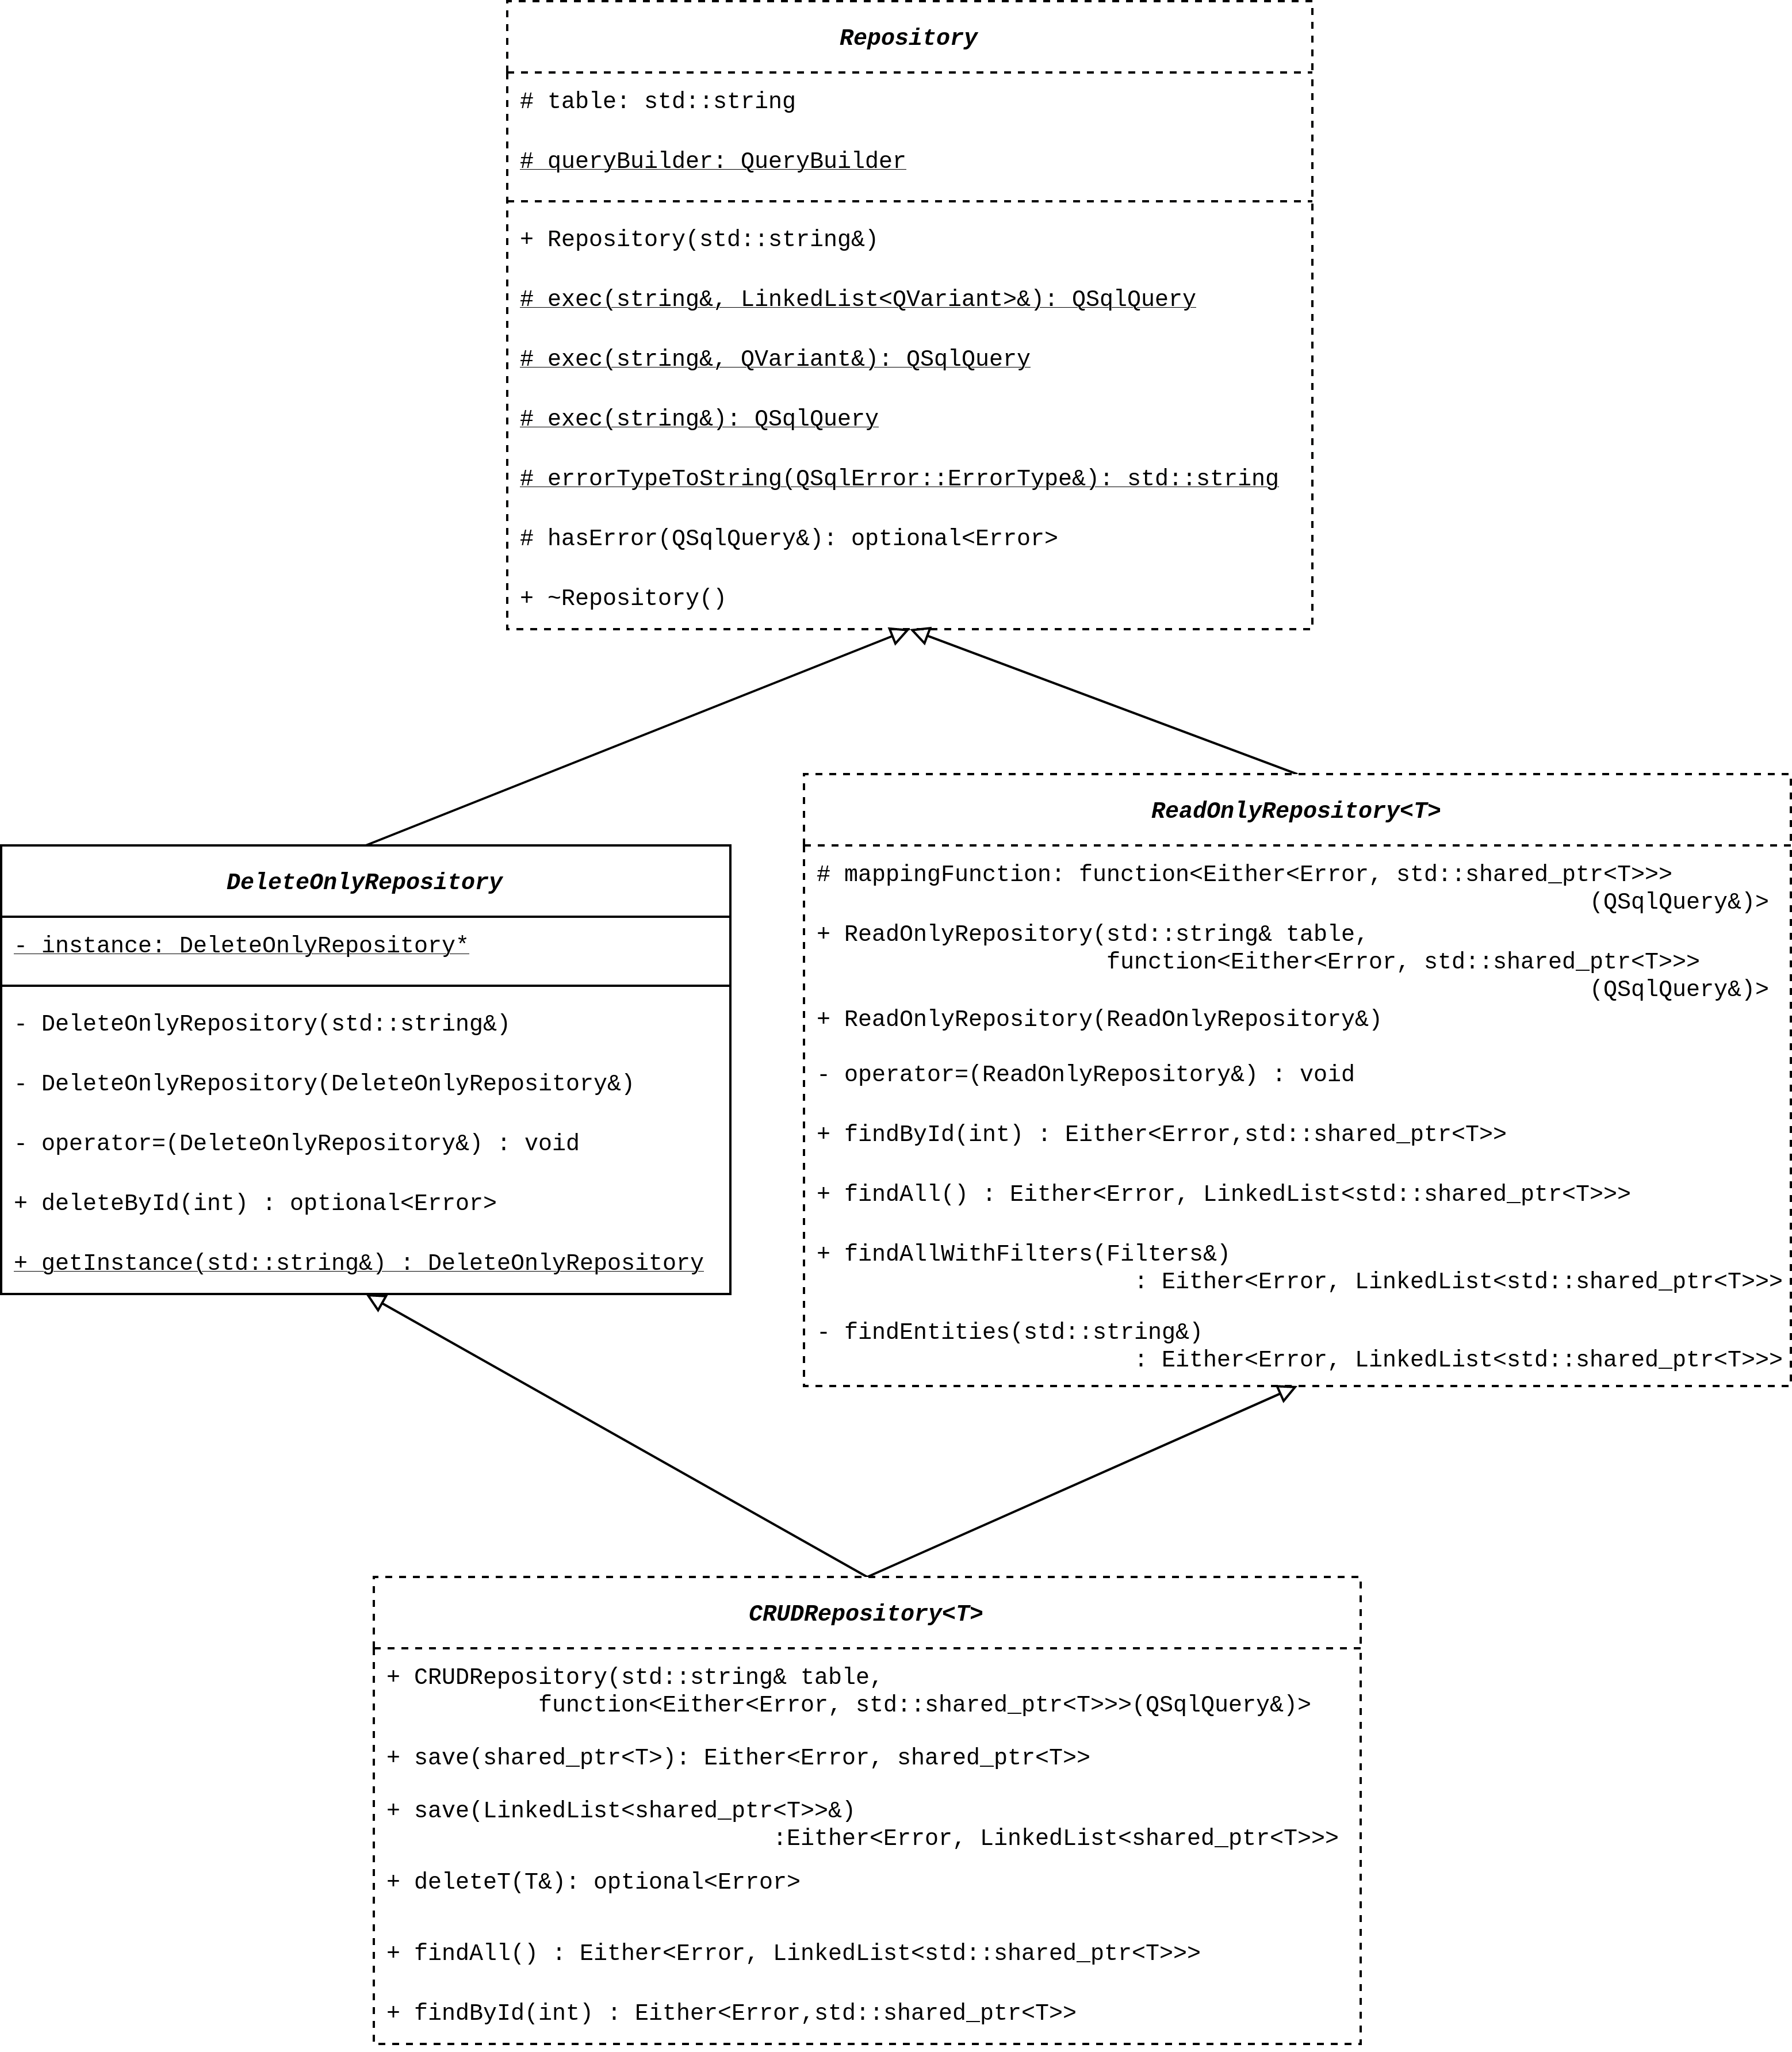 Repository
# table: std::string
# queryBuilder: QueryBuilder
+ Repository(std::string&)
# exec(string&, LinkedList<QVariant>&): QSqlQuery
# exec(string&, QVariant&): QSqlQuery
# exec(string&): QSqlQuery
# errorTypeToString(QSqlError::ErrorType&): std::string
# hasError(QSqlQuery&): optional<Error>
+ ~Repository()
DeleteOnlyRepository
- instance: DeleteOnlyRepository*
- DeleteOnlyRepository(std::string&)
- DeleteOnlyRepository(DeleteOnlyRepository&)
- operator=(DeleteOnlyRepository&) : void
+ deleteById(int) : optional<Error>
+ getInstance(std::string&) : DeleteOnlyRepository
ReadOnlyRepository<T>
# mappingFunction: function<Either<Error, std::shared_ptr<T>>>
(QSqlQuery&)>
+ ReadOnlyRepository(std::string& table,
function<Either<Error, std::shared_ptr<T>>>
(QSqlQuery&)>
+ ReadOnlyRepository(ReadOnlyRepository&)
- operator=(ReadOnlyRepository&) : void
+ findById(int) : Either<Error,std::shared_ptr<T>>
+ findAll() : Either<Error, LinkedList<std::shared_ptr<T>>>
+ findAllWithFilters(Filters&)
: Either<Error, LinkedList<std::shared_ptr<T>>>
- findEntities(std::string&)
: Either<Error, LinkedList<std::shared_ptr<T>>>
CRUDRepository<T>
+ CRUDRepository(std::string& table,
function<Either<Error, std::shared_ptr<T>>>(QSqlQuery&)>
+ save(shared_ptr<T>): Either<Error, shared_ptr<T>>
+ save(LinkedList<shared_ptr<T>>&)
:Either<Error, LinkedList<shared_ptr<T>>>
+ deleteT(T&): optional<Error>
+ findAll() : Either<Error, LinkedList<std::shared_ptr<T>>>
+ findById(int) : Either<Error,std::shared_ptr<T>>